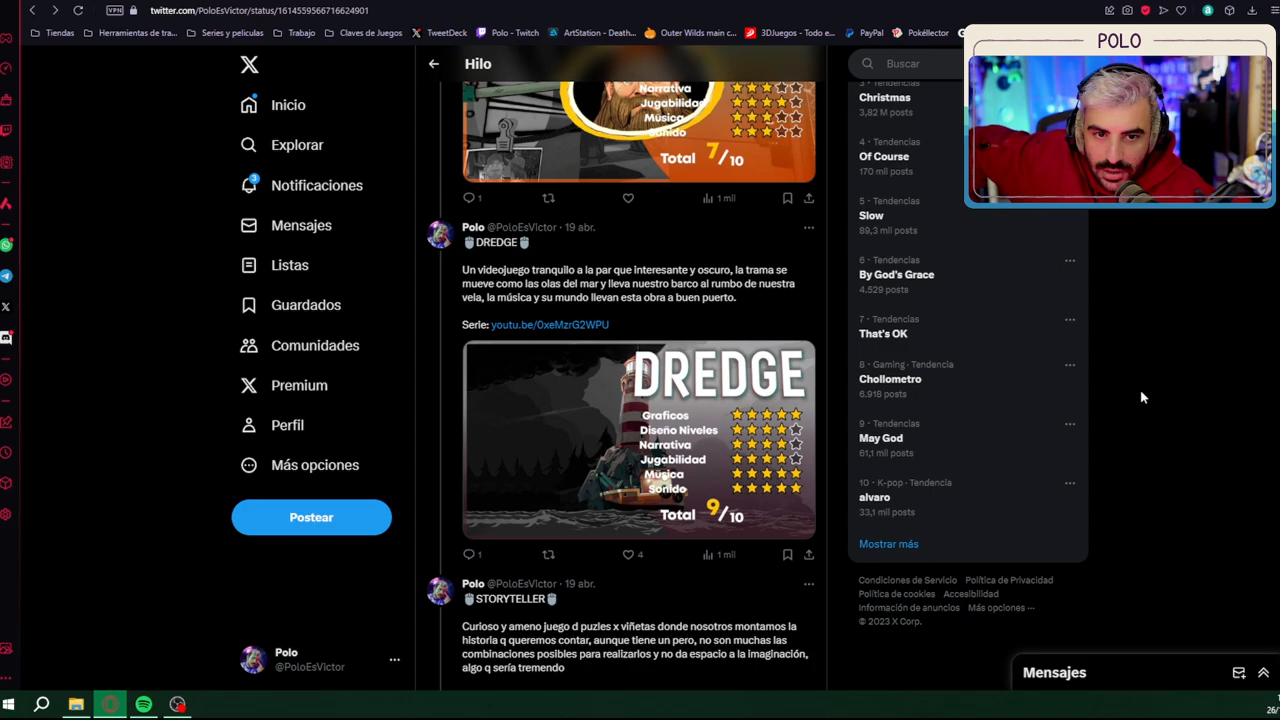 twitter.com/PoloEsVictor/status/1614559566716624901
VPN
Tiendas
Herramientas de tra...
Series y peliculas
Trabajo
Claves de Juegos
TweetDeck
Polo - Twitch
ArtStation - Death...
Outer Wilds main c...
3DJuegos - Todo e...
PayPal
Pokéllector
POLO
Inicio
Explorar
3
Notificaciones
Mensajes
Listas
Guardados
Comunidades
Premium
Perfil
Más opciones
Postear
Polo
@PoloEsVictor
Hilo
Narrativa
Jugabilidad
Música
Sonido
Total 7/10
1
1 mil
Polo @PoloEsVictor · 19 abr.
DREDGE
Un videojuego tranquilo a la par que interesante y oscuro, la trama se
mueve como las olas del mar y lleva nuestro barco al rumbo de nuestra
vela, la música y su mundo llevan esta obra a buen puerto.
Serie: youtu.be/0xeMzrG2WPU
DREDGE
Graficos
Diseño Niveles
Narrativa
Jugabilidad
Música
Sonido
Total 9/10
1
4
1 mil
Polo @PoloEsVictor · 19 abr.
STORYTELLER
Curioso y ameno juego d puzles x viñetas donde nosotros montamos la
historia q queremos contar, aunque tiene un pero, no son muchas las
combinaciones posibles para realizarlos y no da espacio a la imaginación,
algo q sería tremendo
Buscar
3 · Tendencias
Christmas
3,82 M posts
4 · Tendencias
Of Course
170 mil posts
5 · Tendencias
Slow
89,3 mil posts
6 · Tendencias
By God's Grace
4.529 posts
7 · Tendencias
That's OK
8 · Gaming · Tendencia
Chollometro
6.918 posts
9 · Tendencias
May God
61,1 mil posts
10 · K-pop · Tendencia
alvaro
33,1 mil posts
Mostrar más
Condiciones de Servicio Política de Privacidad
Política de cookies Accesibilidad
Información de anuncios Más opciones ···
© 2023 X Corp.
Mensajes
26/